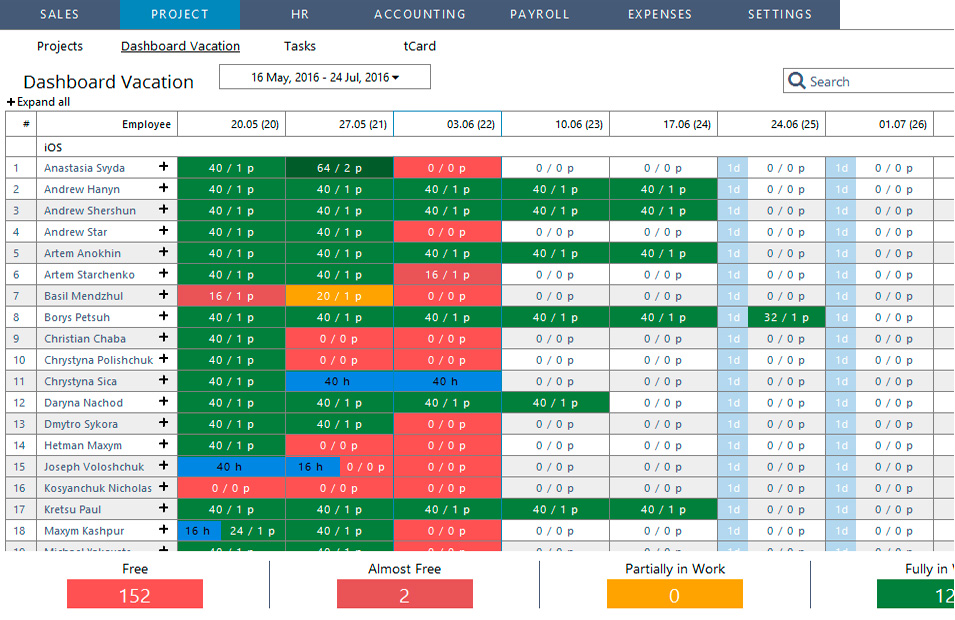 SALES PROJECT HR ACCOUNTING PAYROLL EXPENSES SETTINGS
Projects Dashboard Vacation Tasks tCard
Dashboard Vacation 16 May, 2016 - 24 Jul, 2016 Search
+Expand all
# Employee 20.05 (20) 27.05 (21) 03.06 (22) 10.06 (23) 17.06 (24) 24.06 (25) 01.07 (26)
iOS
1 Anastasia Svyda + 40 / 1 p 64 / 2 p 0 / 0 p 0 / 0 p 0 / 0 p 1d 0 / 0 p 1d 0 / 0 p
2 Andrew Hanyn + 40 / 1 p 40 / 1 p 40 / 1 p 40 / 1 p 40 / 1 p 1d 0 / 0 p 1d 0 / 0 p
3 Andrew Shershun + 40 / 1 p 40 / 1 p 40 / 1 p 40 / 1 p 40 / 1 p 1d 0 / 0 p 1d 0 / 0 p
4 Andrew Star + 40 / 1 p 40 / 1 p 0 / 0 p 0 / 0 p 0 / 0 p 1d 0 / 0 p 1d 0 / 0 p
5 Artem Anokhin + 40 / 1 p 40 / 1 p 40 / 1 p 40 / 1 p 40 / 1 p 1d 0 / 0 p 1d 0 / 0 p
6 Artem Starchenko + 40 / 1 p 40 / 1 p 16 / 1 p 0 / 0 p 0 / 0 p 1d 0 / 0 p 1d 0 / 0 p
7 Basil Mendzhul + 16 / 1 p 20 / 1 p 0 / 0 p 0 / 0 p 0 / 0 p 1d 0 / 0 p 1d 0 / 0 p
8 Borys Petsuh + 40 / 1 p 40 / 1 p 40 / 1 p 40 / 1 p 40 / 1 p 1d 32 / 1 p 1d 0 / 0 p
9 Christian Chaba + 40 / 1 p 0 / 0 p 0 / 0 p 0 / 0 p 0 / 0 p 1d 0 / 0 p 1d 0 / 0 p
10 Chrystyna Polishchuk + 40 / 1 p 0 / 0 p 0 / 0 p 0 / 0 p 0 / 0 p 1d 0 / 0 p 1d 0 / 0 p
11 Chrystyna Sica + 40 / 1 p 40 h 40 h 0 / 0 p 0 / 0 p 1d 0 / 0 p 1d 0 / 0 p
12 Daryna Nachod + 40 / 1 p 40 / 1 p 40 / 1 p 40 / 1 p 0 / 0 p 1d 0 / 0 p 1d 0 / 0 p
13 Dmytro Sykora + 40 / 1 p 40 / 1 p 0 / 0 p 0 / 0 p 0 / 0 p 1d 0 / 0 p 1d 0 / 0 p
14 Hetman Maxym + 40 / 1 p 0 / 0 p 0 / 0 p 0 / 0 p 0 / 0 p 1d 0 / 0 p 1d 0 / 0 p
15 Joseph Voloshchuk + 40 h 16 h 0 / 0 p 0 / 0 p 0 / 0 p 0 / 0 p 1d 0 / 0 p 1d 0 / 0 p
16 Kosyanchuk Nicholas + 0 / 0 p 0 / 0 p 0 / 0 p 0 / 0 p 0 / 0 p 1d 0 / 0 p 1d 0 / 0 p
17 Kretsu Paul + 40 / 1 p 40 / 1 p 40 / 1 p 40 / 1 p 40 / 1 p 1d 0 / 0 p 1d 0 / 0 p
18 Maxym Kashpur + 16 h 24 / 1 p 40 / 1 p 0 / 0 p 0 / 0 p 0 / 0 p 1d 0 / 0 p 1d 0 / 0 p
Free Almost Free Partially in Work Fully in
152 2 0 12